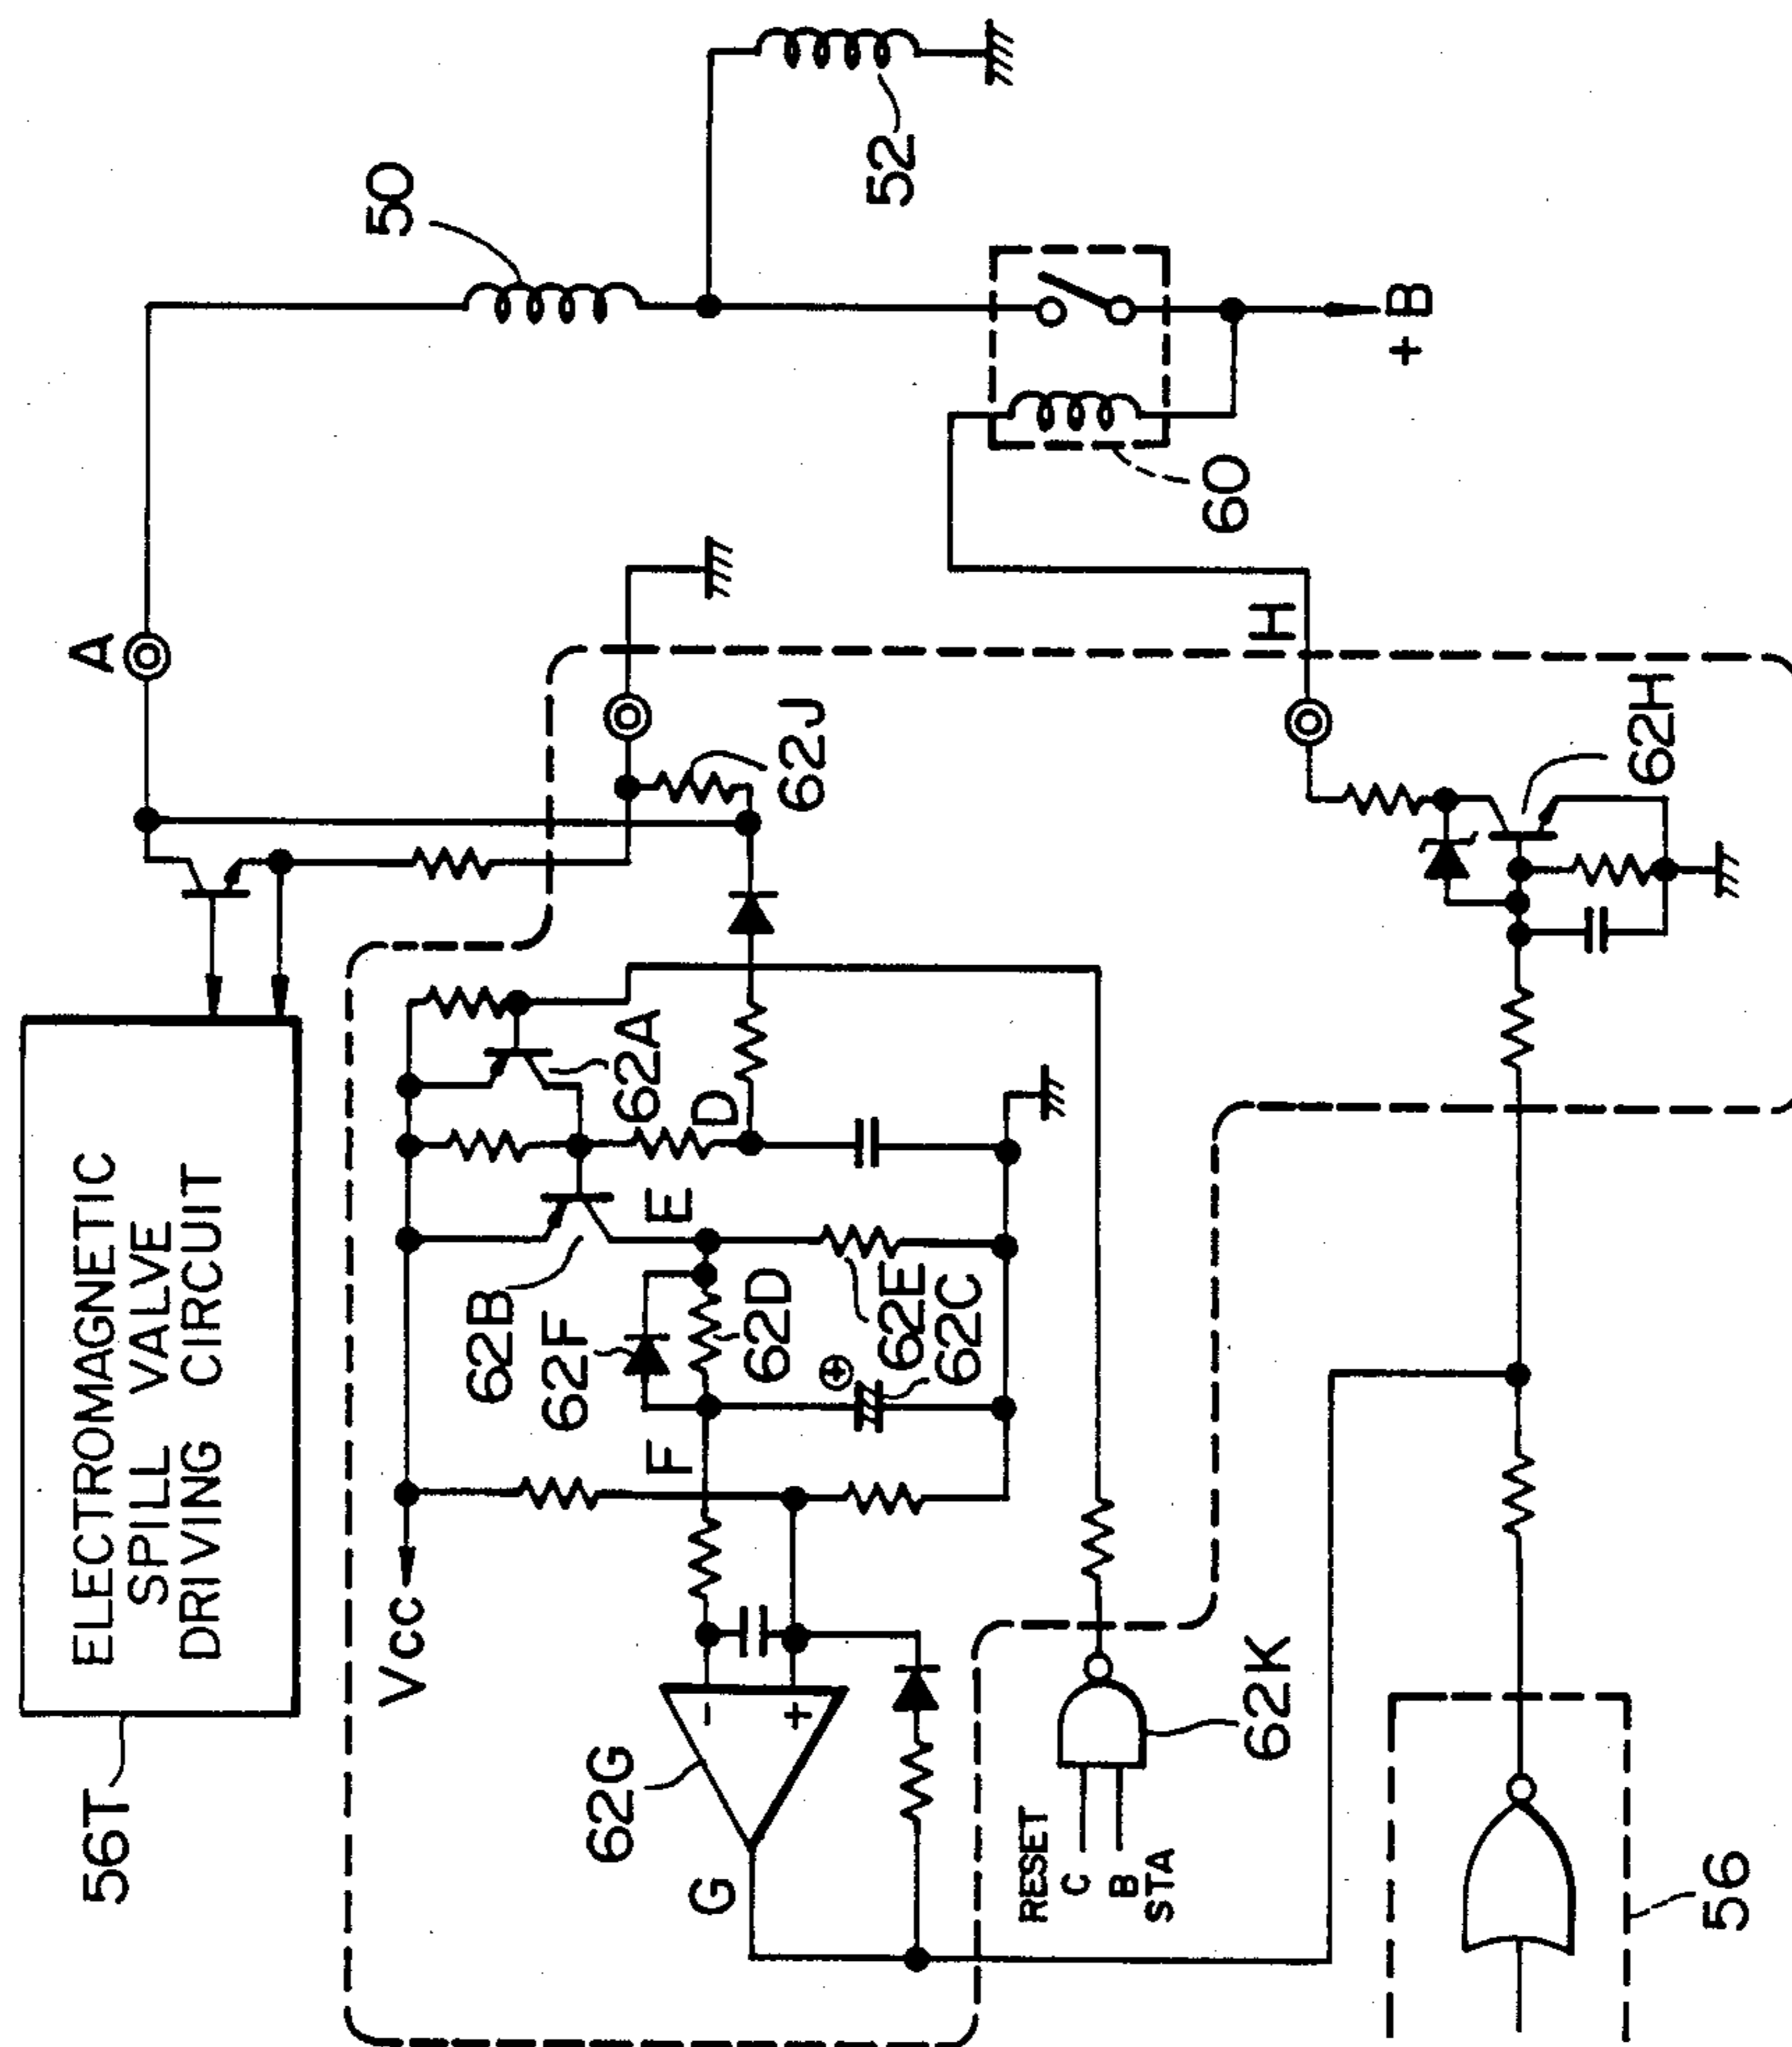 56T
ELECTROMAGNETIC
SPILL VALVE
DRIVING CIRCUIT
A
50
52
Vcc
62B
62A
62F
E
D
62J
F
62D
62E
62C
62G
-
+
G
RESET
C
B
STA
62K
H
60
+B
62H
56